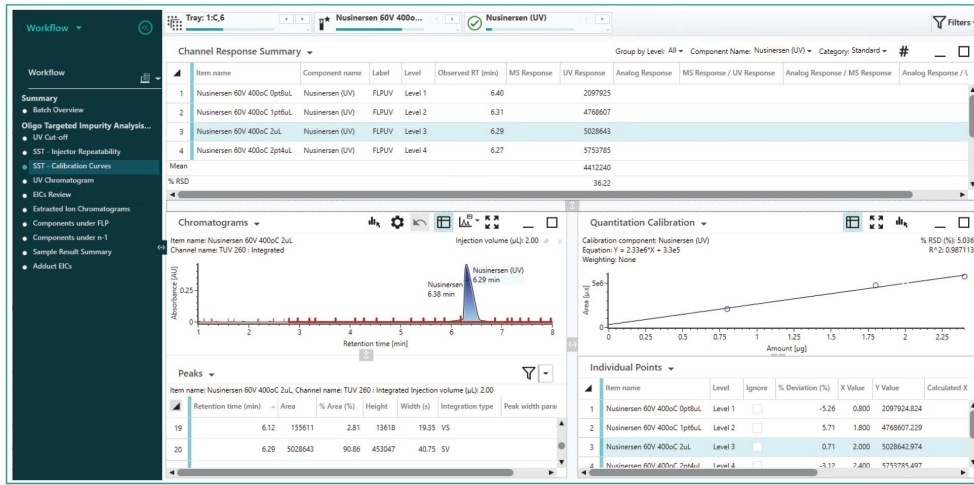 Workflow
Workflow
Summary
Batch Overview
Oligo Targeted Impurity Analysis...
UV Cut-off
SST - Injector Repeatability
SST - Calibration Curves
UV Chromatogram
EICs Review
Extracted Ion Chromatograms
Components under FLP
Components under n-1
Sample Result Summary
Adduct EICs
Tray: 1:C,6
Nusinersen 60V 400o...
Nusinersen (UV)
Filters
Channel Response Summary
Group by Level: All Component Name: Nusinersen (UV) Category: Standard #
Item name Component name Label Level Observed RT (min) MS Response UV Response Analog Response MS Response / UV Response Analog Response / MS Response Analog Response / U
1 Nusinersen 60V 400oC 0pt8uL Nusinersen (UV) FLPUV Level 1 6.40 2097925
2 Nusinersen 60V 400oC 1pt6uL Nusinersen (UV) FLPUV Level 2 6.31 4768607
3 Nusinersen 60V 400oC 2uL Nusinersen (UV) FLPUV Level 3 6.29 5028643
4 Nusinersen 60V 400oC 2pt4uL Nusinersen (UV) FLPUV Level 4 6.27 5753785
Mean 4412240
% RSD 36.22
Chromatograms
Item name: Nusinersen 60V 400oC 2uL Injection volume (µL): 2.00
Channel name: TUV 260 : Integrated
Absorbance [AU]
0.25
0
Nusinersen (UV)
6.29 min
Nusinersen
6.38 min
1 2 3 4 5 6 7 8
Retention time [min]
Peaks
Item name: Nusinersen 60V 400oC 2uL, Channel name: TUV 260 : Integrated Injection volume (µL): 2.00
Retention time (min) Area % Area (%) Height Width (s) Integration type Peak width para
19 6.12 155611 2.81 13618 19.35 VS
20 6.29 5028643 90.86 453047 40.75 SV
Quantitation Calibration
Calibration component: Nusinersen (UV) % RSD (%): 5.036
Equation: Y = 2.33e6*X + 3.3e5 R^2: 0.987113
Weighting: None
Area [µ.s]
5e6
0
0 0.25 0.5 0.75 1 1.25 1.5 1.75 2 2.25
Amount [µg]
Individual Points
Item name Level Ignore % Deviation (%) X Value Y Value Calculated X
1 Nusinersen 60V 400oC 0pt8uL Level 1 -5.26 0.800 2097924.824
2 Nusinersen 60V 400oC 1pt6uL Level 2 5.71 1.800 4768607.229
3 Nusinersen 60V 400oC 2uL Level 3 0.71 2.000 5028642.974
4 Nusinersen 60V 400oC 2pt4uL Level 4 -3.12 2.400 5753785.497